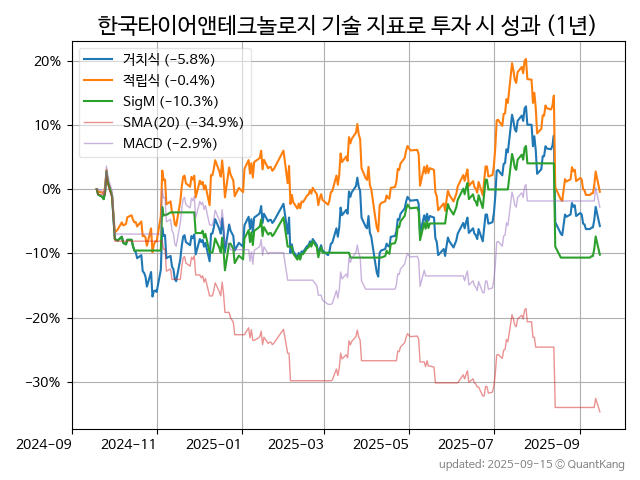 한국타이어앤테크놀로지 기술 지표로 투자 시 성과 (1년)
거치식 (−5.8%)
적립식 (−0.4%)
SigM (−10.3%)
SMA(20) (−34.9%)
MACD (−2.9%)
20%
10%
0%
−10%
−20%
−30%
2024-09 2024-11 2025-01 2025-03 2025-05 2025-07 2025-09
updated: 2025-09-15 © QuantKang